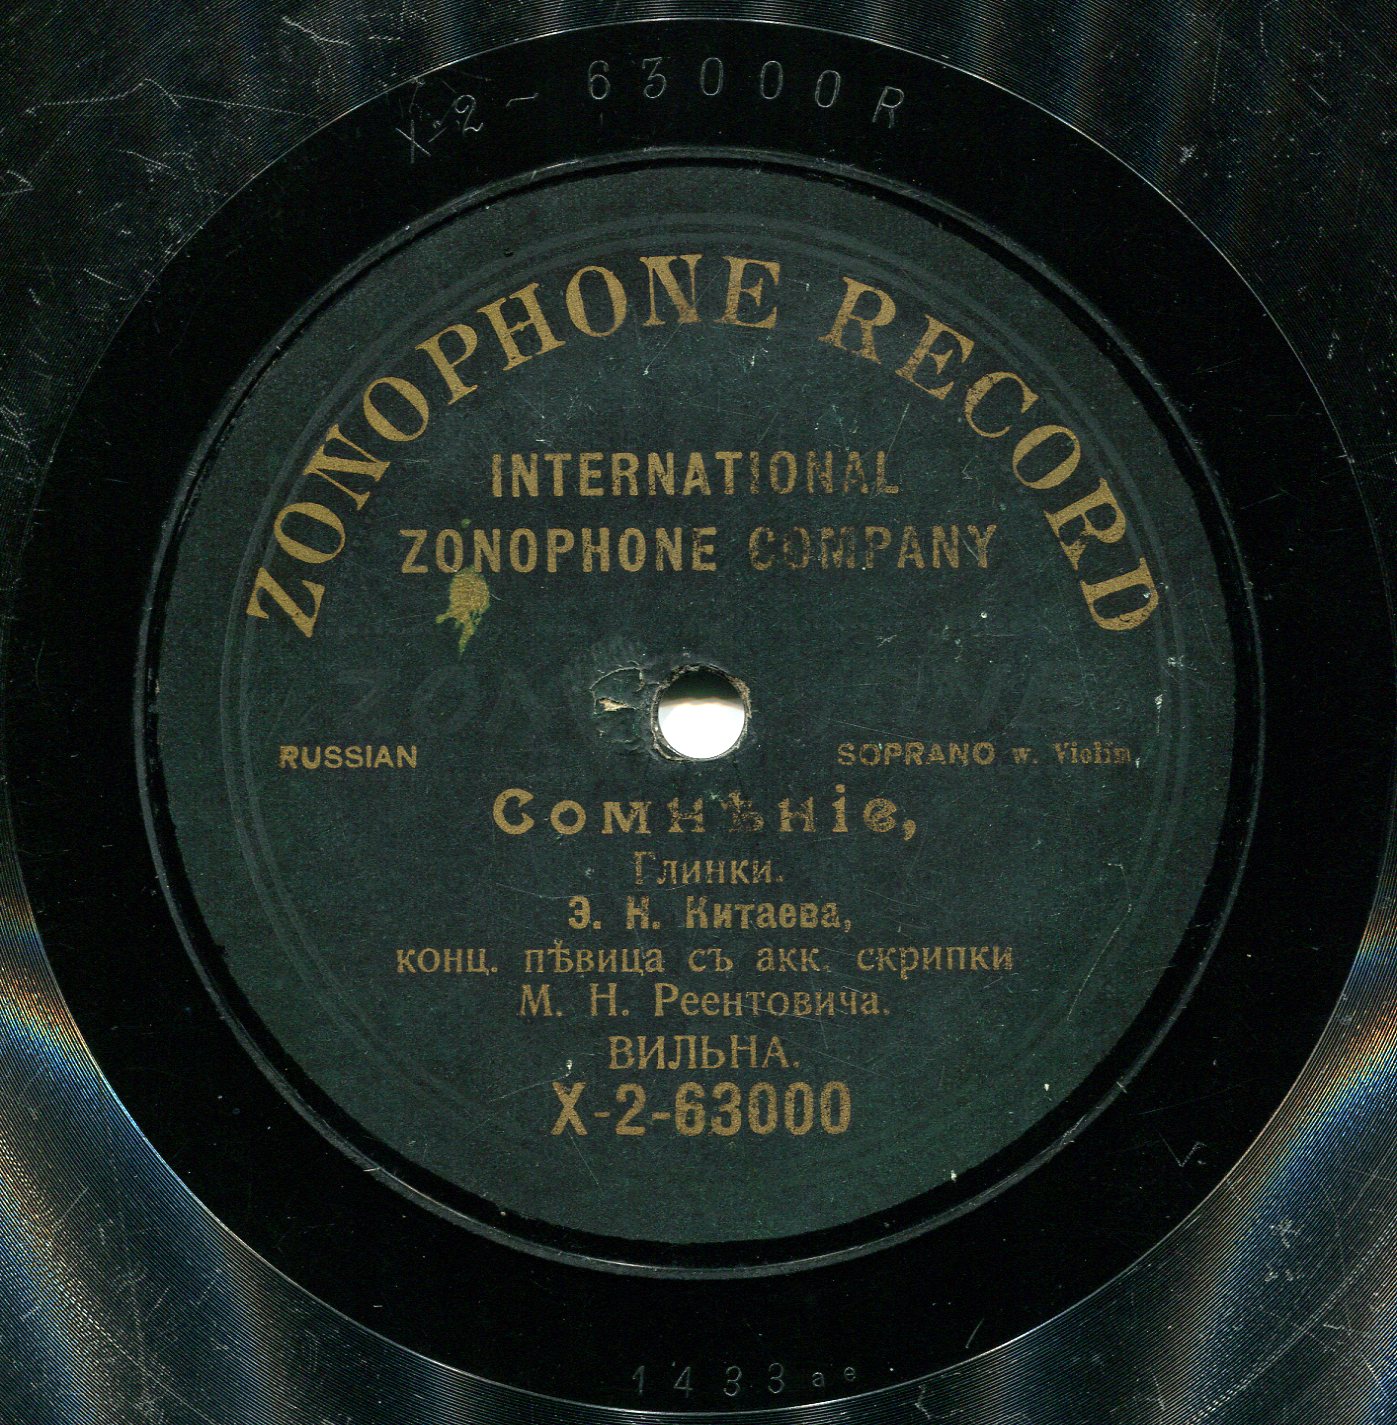 X-2-63000R
ZONOPHONE RECORD
INTERNATIONAL
ZONOPHONE COMPANY
RUSSIAN
SOPRANO w. Violin,
Сомнѣніе,
Глинки.
Э. Н. Китаева,
конц. пѣвица съ акк. скрипки
М. Н. Реентовича.
ВИЛЬНА.
X-2-63000
1433ae